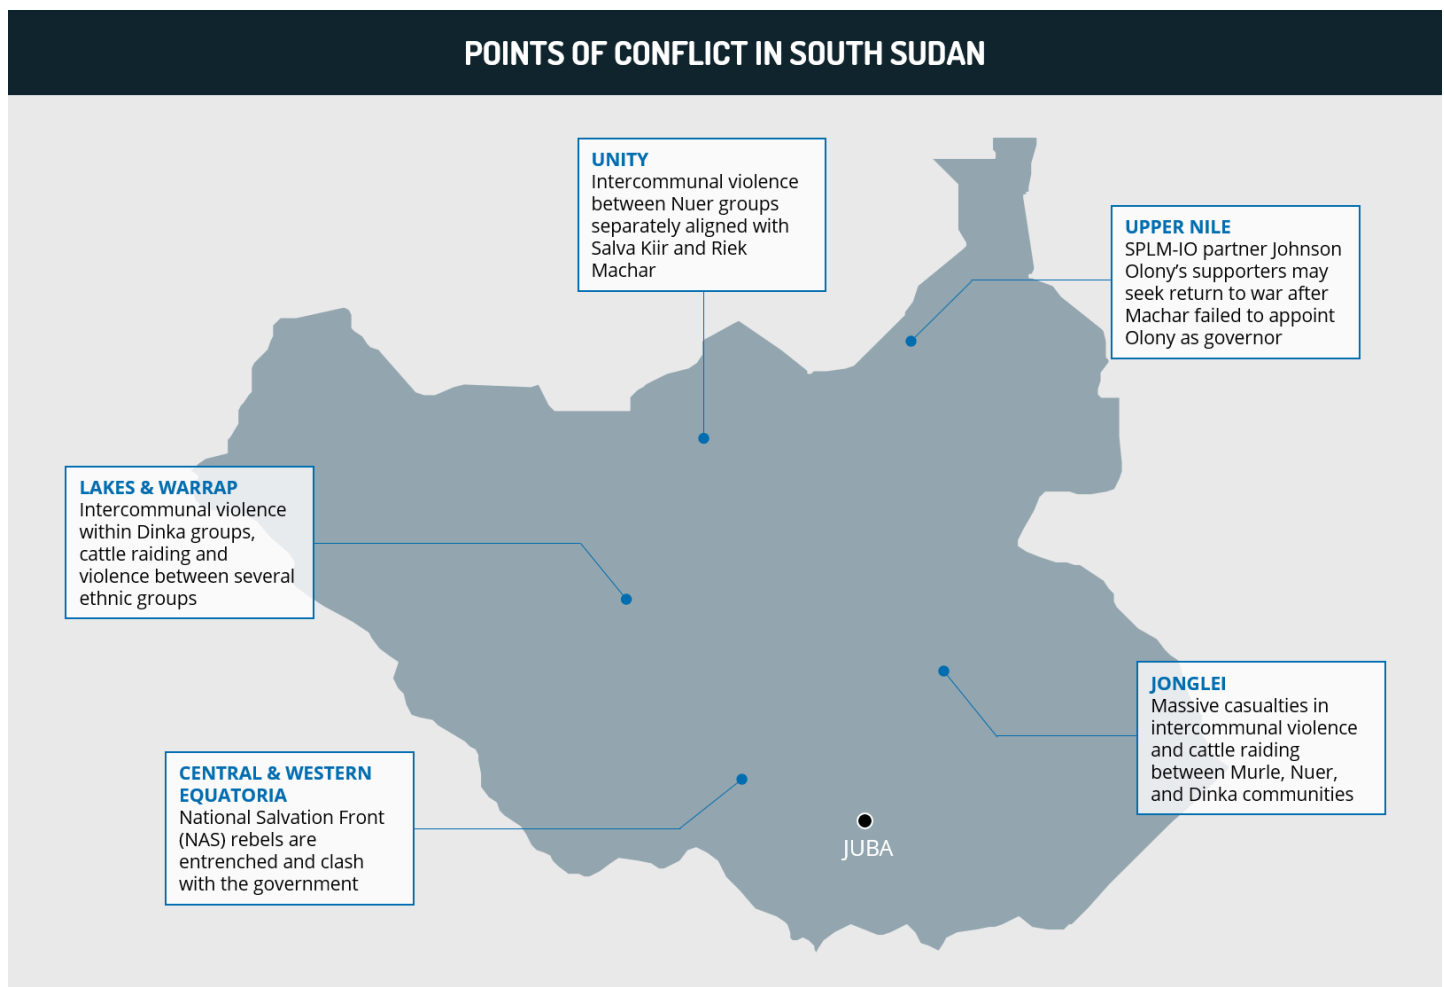 POINTS OF CONFLICT IN SOUTH SUDAN
UNITY
Intercommunal violence
between Nuer groups
separately aligned with
Salva Kiir and Riek
Machar
UPPER NILE
SPLM-IO partner Johnson
Olony’s supporters may
seek return to war after
Machar failed to appoint
Olony as governor
LAKES & WARRAP
Intercommunal violence
within Dinka groups,
cattle raiding and
violence between several
ethnic groups
JONGLEI
Massive casualties in
intercommunal violence
and cattle raiding
between Murle, Nuer,
and Dinka communities
CENTRAL & WESTERN
EQUATORIA
National Salvation Front
(NAS) rebels are
entrenched and clash
with the government
JUBA